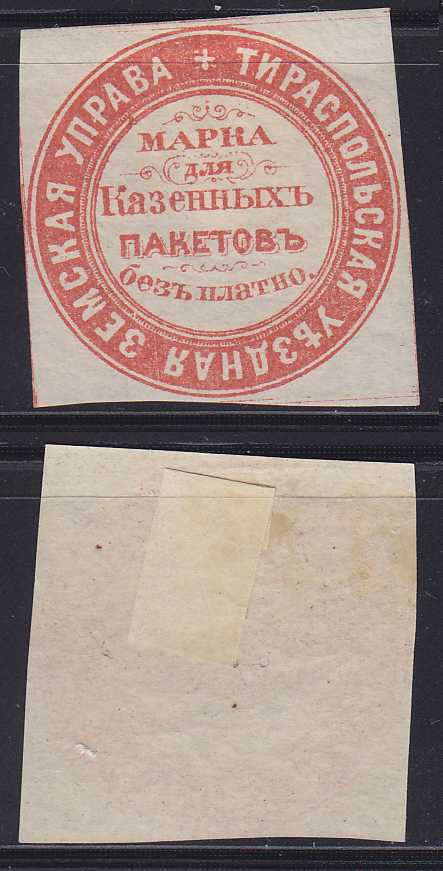 ТИРАСПОЛЬСКАЯ УѢЗДНАЯ ЗЕМСКАЯ УПРАВА
МАРКА
для
Казенныхъ
ПАКЕТОВЪ
безъ платно.